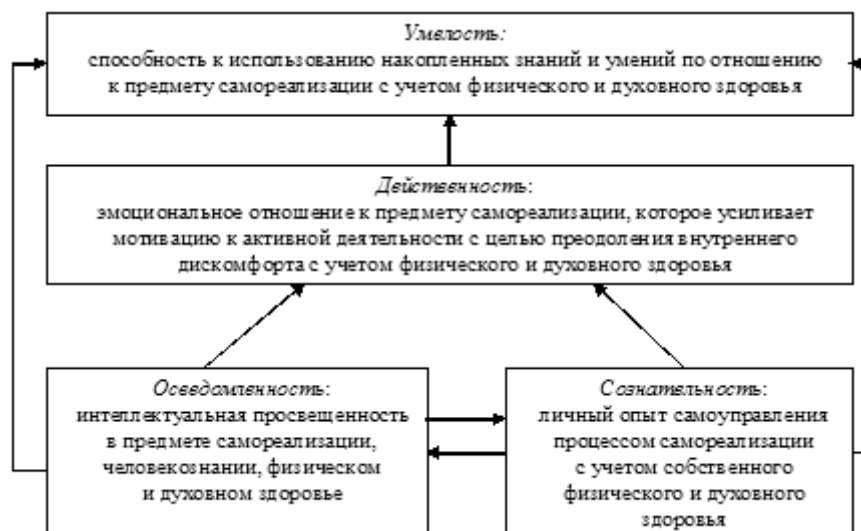 Умелость:
способность к использованию накопленных знаний и умений по отношению
к предмету самореализации с учетом физического и духовного здоровья
Действенность:
эмоциональное отношение к предмету самореализации, которое усиливает
мотивацию к активной деятельности с целью преодоления внутреннего
дискомфорта с учетом физического и духовного здоровья
Осведомленность:
интеллектуальная просвещенность
в предмете самореализации,
человекознании, физическом
и духовном здоровье
Сознательность:
личный опыт самоуправления
процессом самореализации
с учетом собственного
физического и духовного
здоровья